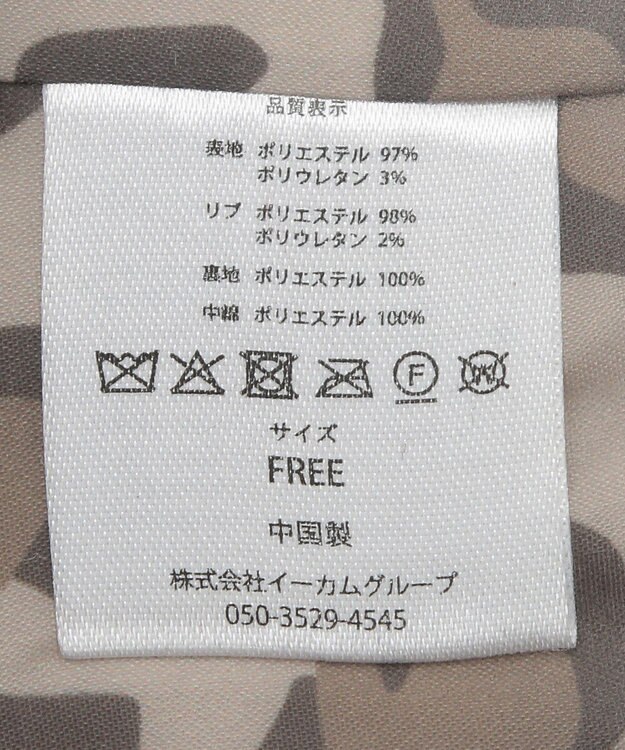 品質表示
表地 ポリエステル 97%
ポリウレタン 3%
リブ ポリエステル 98%
ポリウレタン 2%
裏地 ポリエステル 100%
中綿 ポリエステル 100%
F W
サイズ
FREE
中国製
株式会社イーカムグループ
050-3529-4545